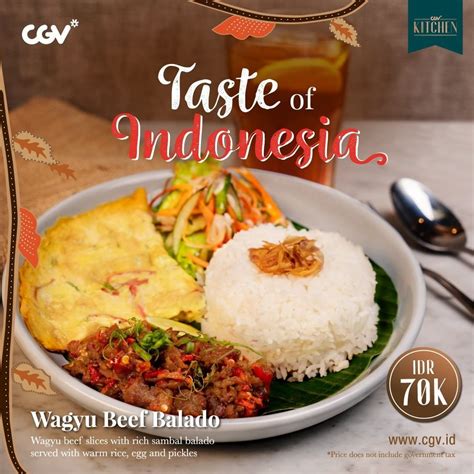 CGV*
CGV
KITCHEN
Taste of
Indonesia
Wagyu Beef Balado
Wagyu beef slices with rich sambal balado
served with warm rice, egg and pickles
IDR
70K
www.cgv.id
*Price does not include government tax